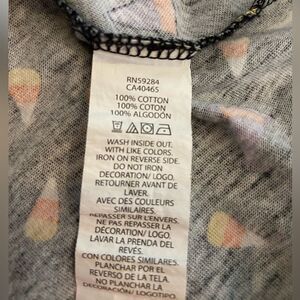 RN59284
CA40465
100% COTTON
100% COTON
100% ALGODÓN
WASH INSIDE OUT.
WITH LIKE COLORS.
IRON ON REVERSE SIDE.
DO NOT IRON
DECORATION/ LOGO.
RETOURNER AVANT DE
LAVER.
AVEC DES COULEURS
SIMILAIRES.
REPASSER SUR L'ENVERS.
NE PAS REPASSER LA
DÉCORATION/ LOGO.
LAVAR LA PRENDA DEL
REVÉS.
CON COLORES SIMILARES.
PLANCHAR POR EL
REVERSO DE LA TELA.
NO PLANCHAR LA
DECORACIÓN/ LOGOTIPO.